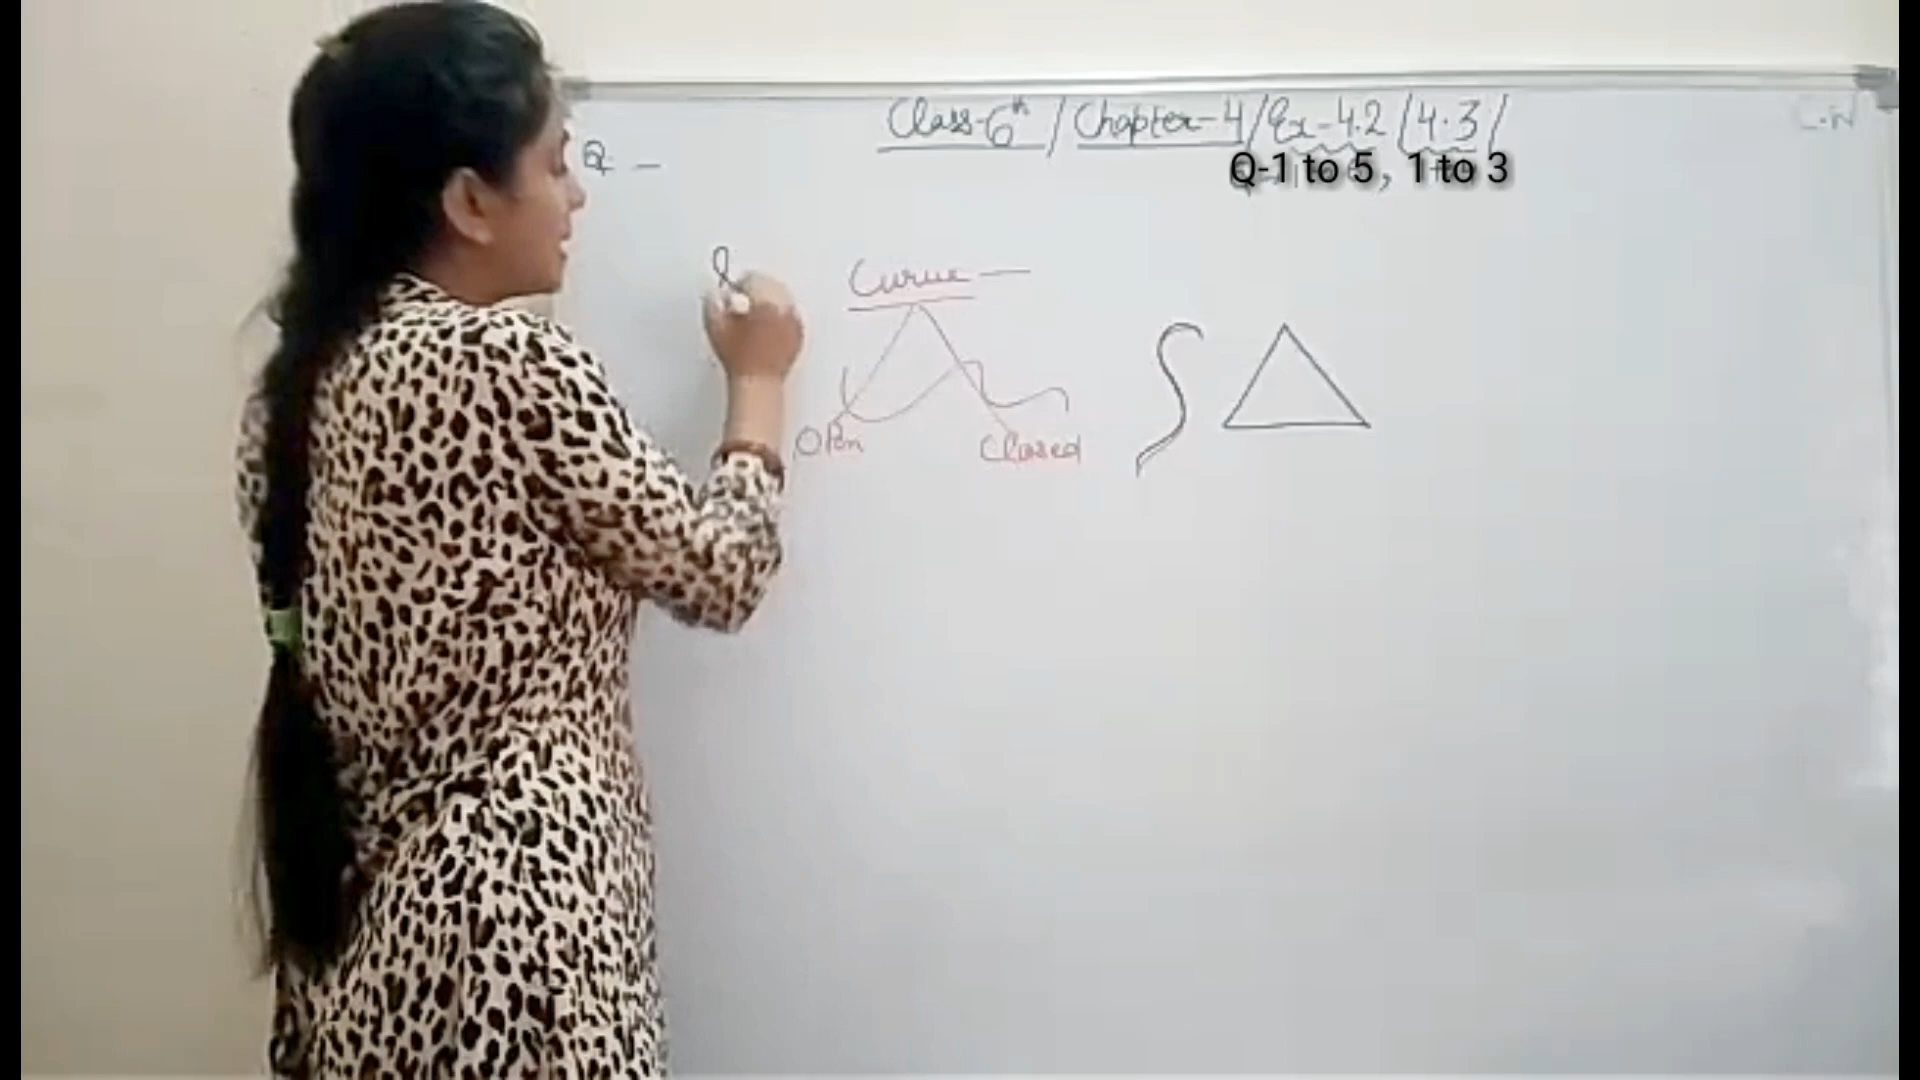 Class-6th / Chapter-4 / Ex-4.2 / 4.3 /
C.W
Q-1 to 5, 1 to 3
Q. -
Curve -
Open
Closed